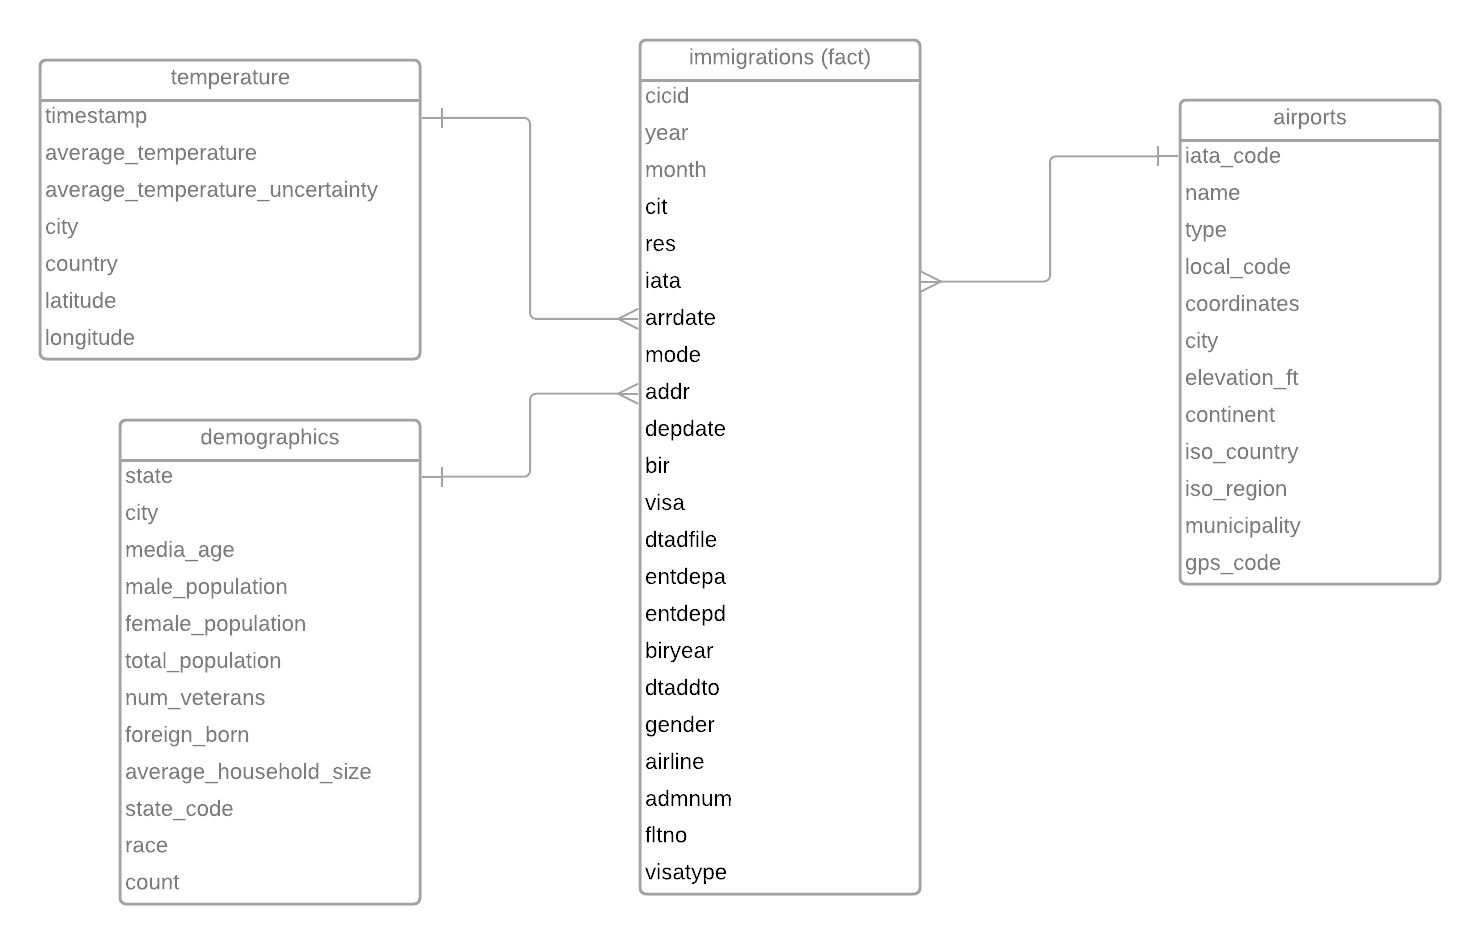 temperature
timestamp
average_temperature
average_temperature_uncertainty
city
country
latitude
longitude
demographics
state
city
media_age
male_population
female_population
total_population
num_veterans
foreign_born
average_household_size
state_code
race
count
immigrations (fact)
cicid
year
month
cit
res
iata
arrdate
mode
addr
depdate
bir
visa
dtadfile
entdepa
entdepd
biryear
dtaddto
gender
airline
admnum
fltno
visatype
airports
iata_code
name
type
local_code
coordinates
city
elevation_ft
continent
iso_country
iso_region
municipality
gps_code